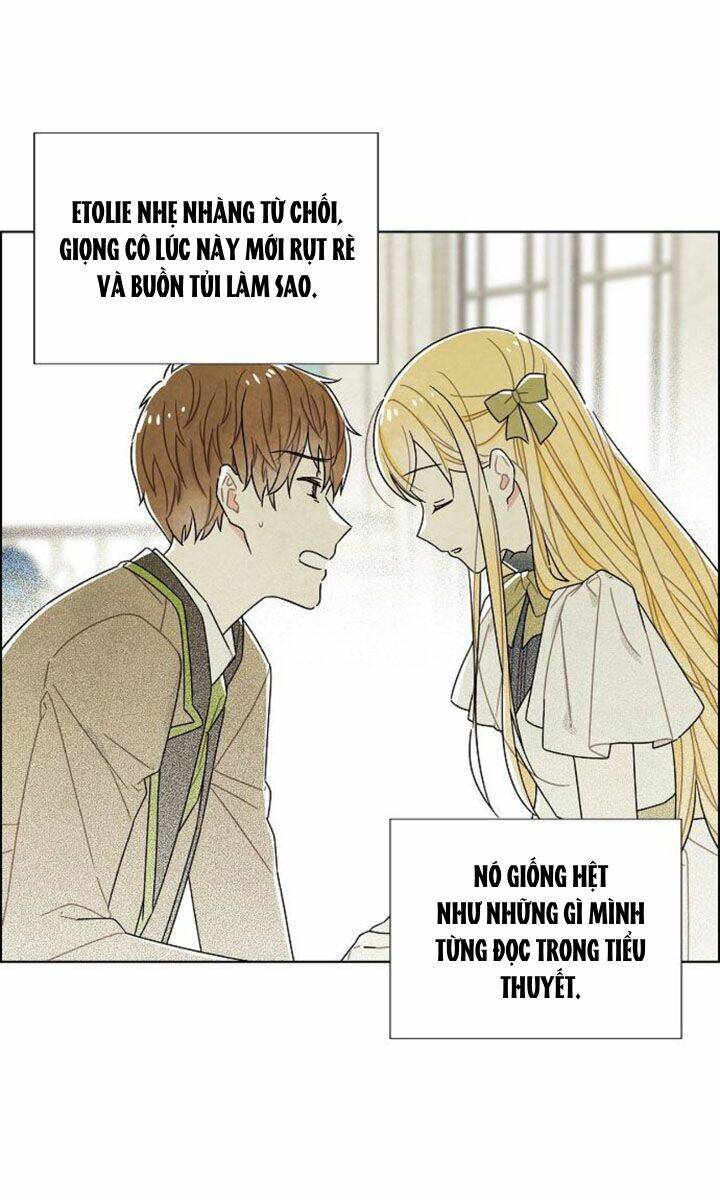 ETOLIE NHẸ NHÀNG TỪ CHỐI,
GIỌNG CÔ LÚC NÀY MỚI RỤT RÈ
VÀ BUỒN TỦI LÀM SAO.
NÓ GIỐNG HỆT
NHƯ NHỮNG GÌ MÌNH
TỪNG ĐỌC TRONG TIỂU
THUYẾT.